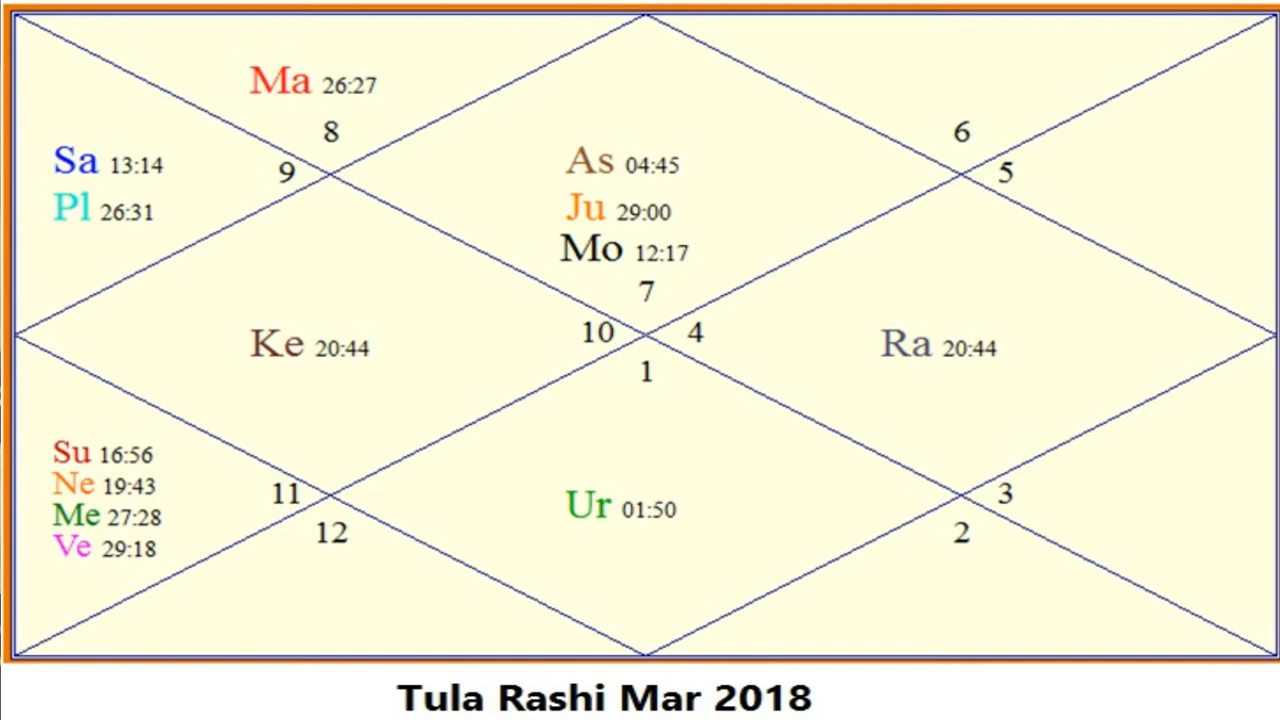 Ma 26:27
8
6
Sa 13:14
As 04:45
9
5
Pl 26:31
Ju 29:00
Mo 12:17
7
10
4
Ke 20:44
Ra 20:44
1
Su 16:56
Ne 19:43
11
3
Me 27:28
Ur 01:50
12
2
Ve 29:18
Tula Rashi Mar 2018